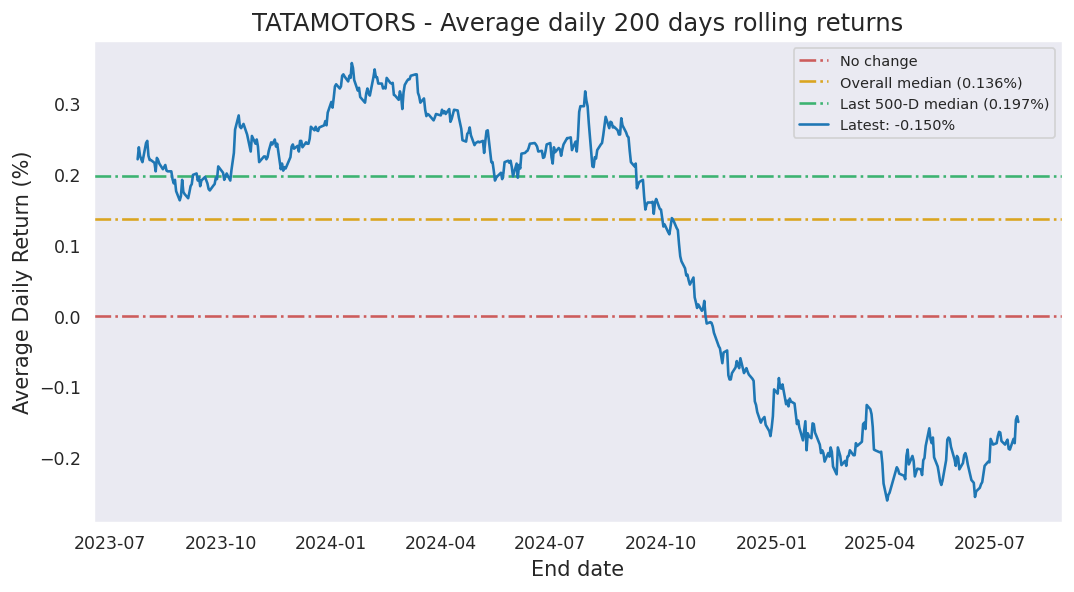 TATAMOTORS - Average daily 200 days rolling returns
No change
Overall median (0.136%)
Last 500-D median (0.197%)
Latest: -0.150%
Average Daily Return (%)
0.3
0.2
0.1
0.0
−0.1
−0.2
2023-07 2023-10 2024-01 2024-04 2024-07 2024-10 2025-01 2025-04 2025-07
End date